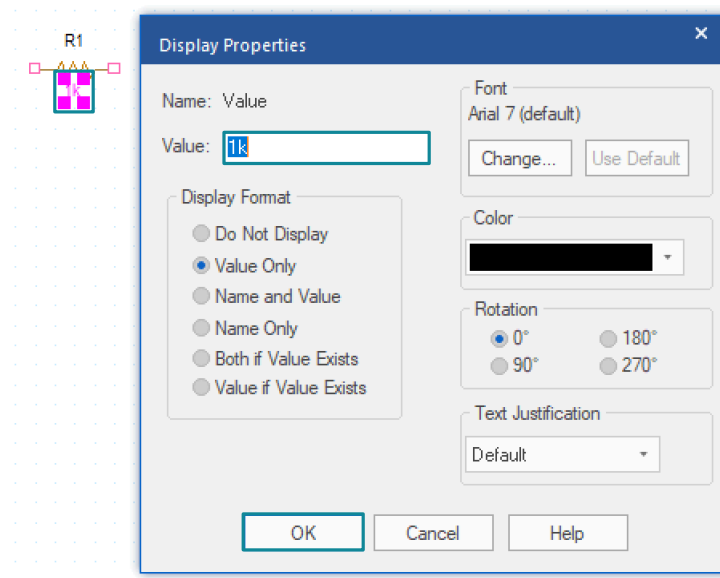 R1
1k
Display Properties
Name: Value
Value: 1k
Display Format
Do Not Display
Value Only
Name and Value
Name Only
Both if Value Exists
Value if Value Exists
Font
Arial 7 (default)
Change...
Use Default
Color
Rotation
0° 180°
90° 270°
Text Justification
Default
OK Cancel Help